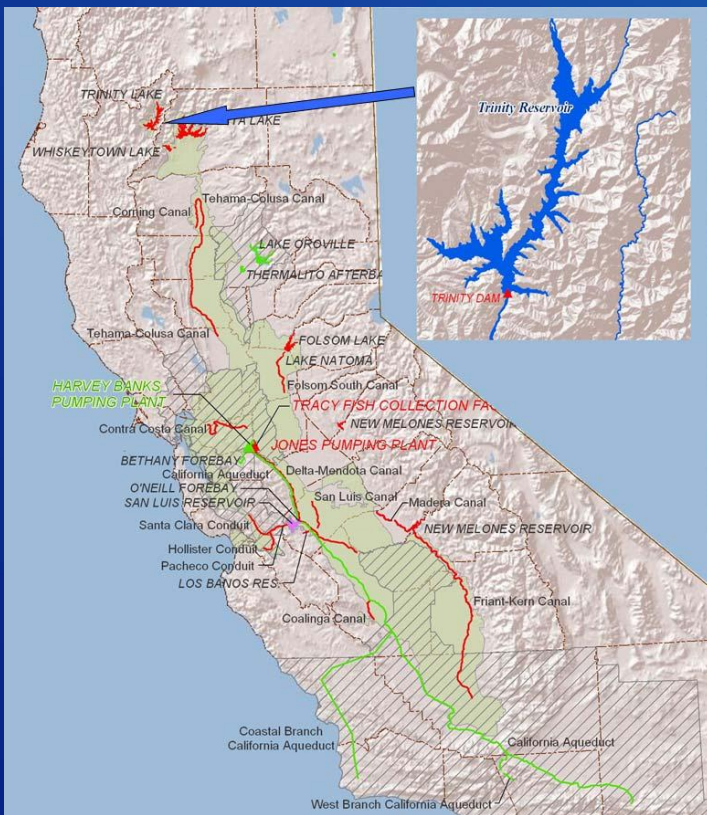 TRINITY LAKE
TA LAKE
WHISKEYTOWN LAKE
Trinity Reservoir
TRINITY DAM
Tehama-Colusa Canal
Corning Canal
LAKE OROVILLE
THERMALITO AFTERBA
Tehama-Colusa Canal
FOLSOM LAKE
LAKE NATOMA
HARVEY BANKS
PUMPING PLANT
Folsom South Canal
TRACY FISH COLLECTION FA
NEW MELONES RESERVOIR
Contra Costa Canal
JONES PUMPING PLANT
BETHANY FOREBAY
Delta-Mendota Canal
California Aqueduct
O'NEILL FOREBAY
San Luis Canal
Madera Canal
SAN LUIS RESERVOIR
Santa Clara Conduit
NEW MELONES RESERVOIR
Hollister Conduit
Pacheco Conduit
LOS BANOS RES.
Friant-Kern Canal
Coalinga Canal
Coastal Branch
California Aqueduct
California Aqueduct
West Branch California Aqueduct